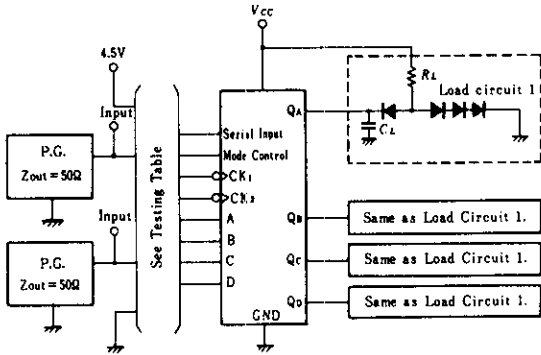 VCC
4.5V
Input
P.G.
Zout = 50Ω
Input
P.G.
Zout = 50Ω
See Testing Table
Serial Input
Mode Control
CK1
CK2
A
B
C
D
GND
QA
QB
QC
QD
RL
Load circuit 1
CL
Same as Load Circuit 1.
Same as Load Circuit 1.
Same as Load Circuit 1.